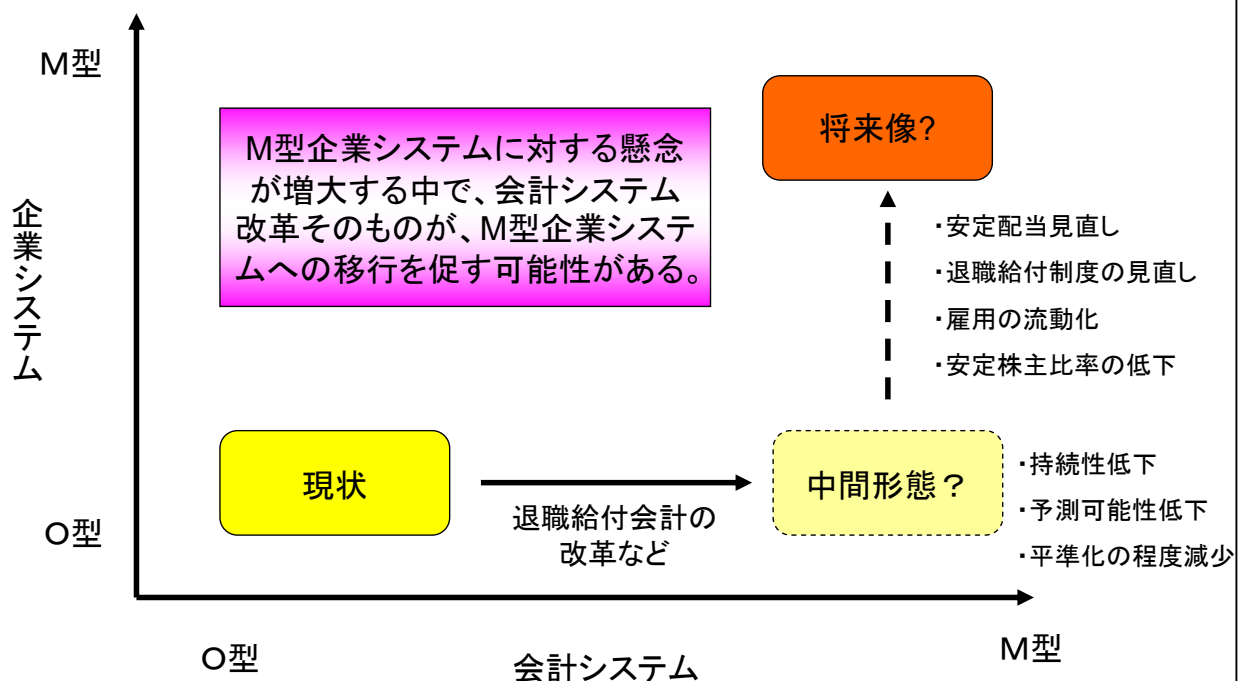 M型
企業システム
M型企業システムに対する懸念
が増大する中で、会計システム
改革そのものが、M型企業システ
ムへの移行を促す可能性がある。
将来像?
・安定配当見直し
・退職給付制度の見直し
・雇用の流動化
・安定株主比率の低下
現状
退職給付会計の
改革など
中間形態？
・持続性低下
・予測可能性低下
・平準化の程度減少
O型
O型
会計システム
M型